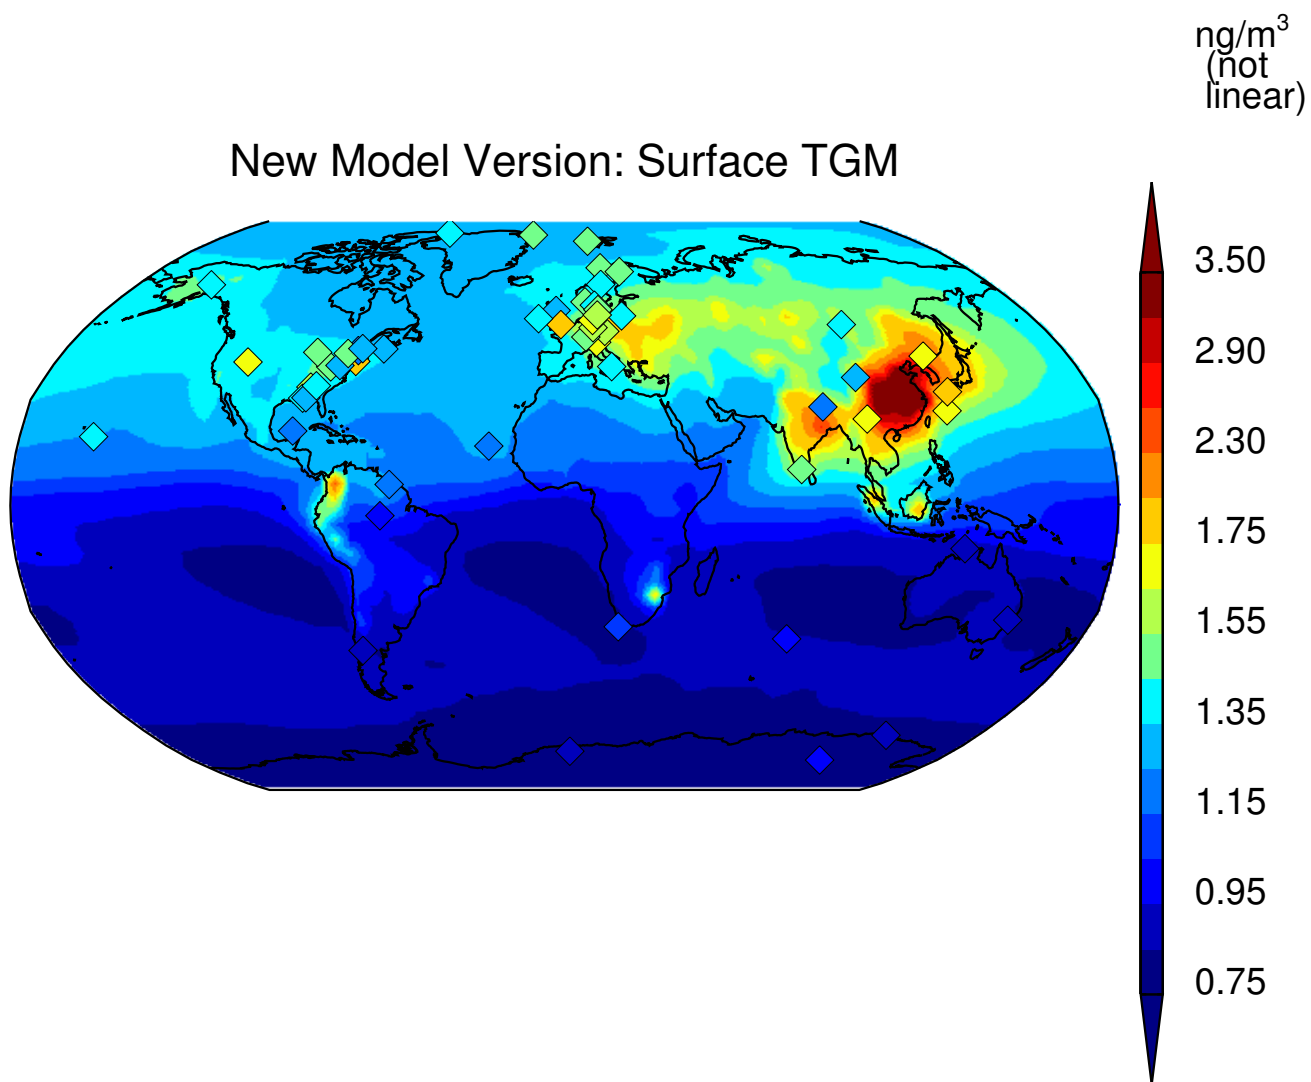 ng/m³
(not
linear)
New Model Version: Surface TGM
3.50
2.90
2.30
1.75
1.55
1.35
1.15
0.95
0.75